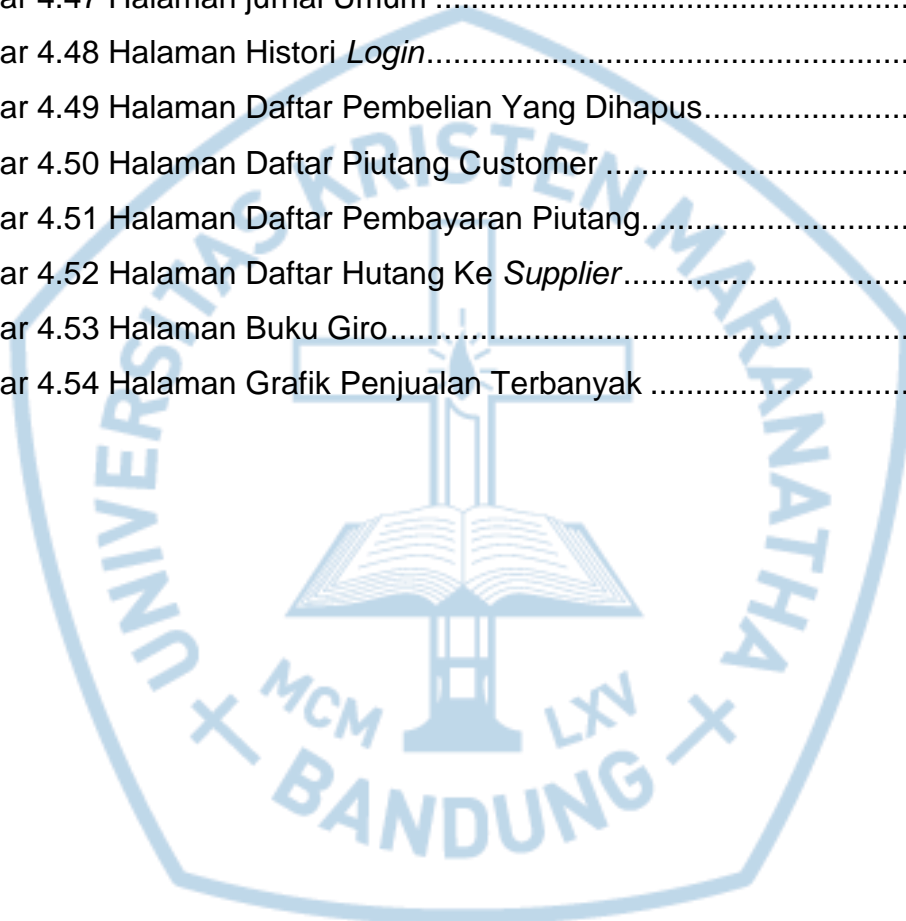 ar 4.47 Halaman jurnal Umum ..................................................
ar 4.48 Halaman Histori Login..................................................
ar 4.49 Halaman Daftar Pembelian Yang Dihapus........................
ar 4.50 Halaman Daftar Piutang Customer ..................................
ar 4.51 Halaman Daftar Pembayaran Piutang..............................
ar 4.52 Halaman Daftar Hutang Ke Supplier................................
ar 4.53 Halaman Buku Giro..........................................................
ar 4.54 Halaman Grafik Penjualan Terbanyak ..............................
UNIVERSITAS KRISTEN MARANATHA
MCM LXV
BANDUNG